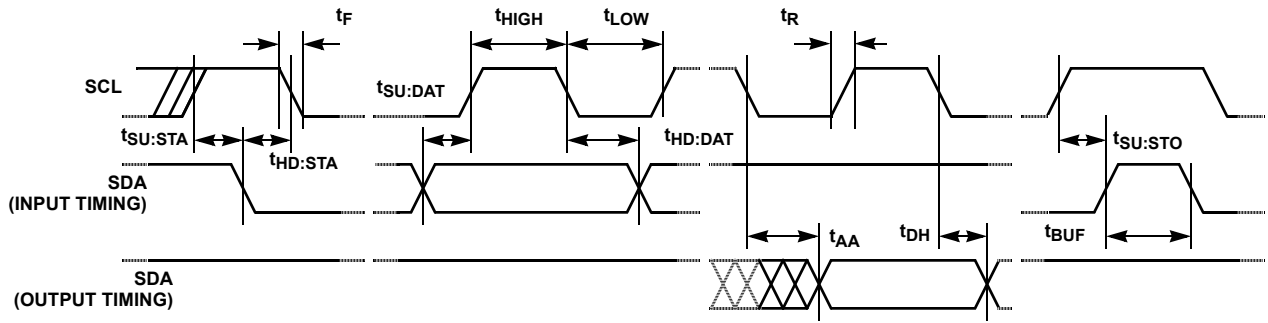 tF
tHIGH
tLOW
tR
SCL
tSU:DAT
tSU:STA
tHD:STA
tHD:DAT
tSU:STO
SDA
(INPUT TIMING)
tAA
tDH
tBUF
SDA
(OUTPUT TIMING)